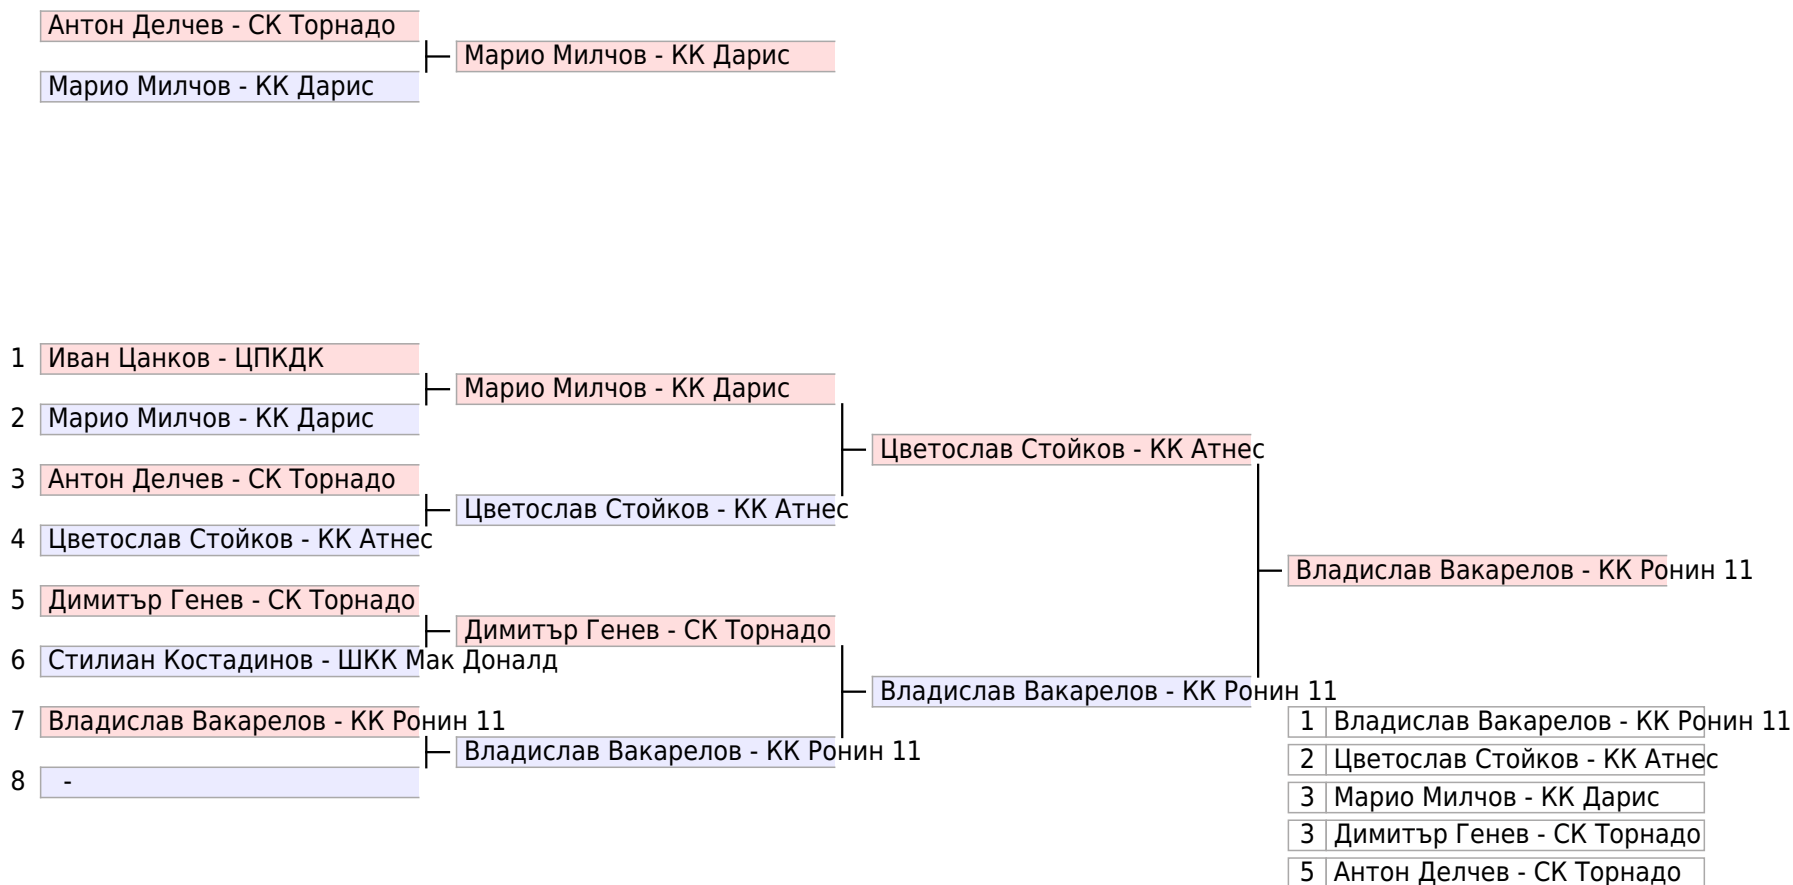 Антон Делчев - СК Торнадо
Марио Милчов - КК Дарис
Марио Милчов - КК Дарис
1 Иван Цанков - ЦПКДК
Марио Милчов - КК Дарис
2 Марио Милчов - КК Дарис
Цветослав Стойков - КК Атнес
3 Антон Делчев - СК Торнадо
Цветослав Стойков - КК Атнес
4 Цветослав Стойков - КК Атнес
Владислав Вакарелов - КК Ронин 11
5 Димитър Генев - СК Торнадо
Димитър Генев - СК Торнадо
6 Стилиан Костадинов - ШКК Мак Доналд
Владислав Вакарелов - КК Ронин 11
7 Владислав Вакарелов - КК Ронин 11
Владислав Вакарелов - КК Ронин 11
8 -
1 Владислав Вакарелов - КК Ронин 11
2 Цветослав Стойков - КК Атнес
3 Марио Милчов - КК Дарис
3 Димитър Генев - СК Торнадо
5 Антон Делчев - СК Торнадо